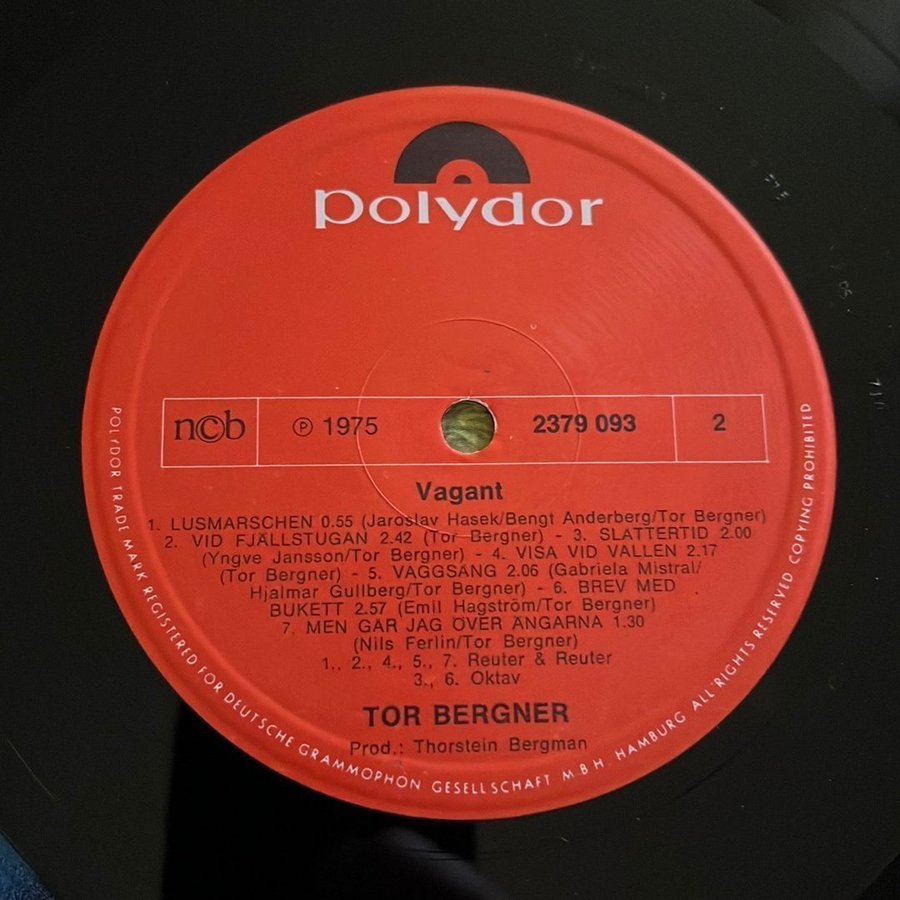 polydor
ncb ℗ 1975 2379 093 2
Vagant
1. LUSMARSCHEN 0.55 (Jaroslav Hasek/Bengt Anderberg/Tor Bergner)
2. VID FJÄLLSTUGAN 2.42 (Tor Bergner) - 3. SLATTERTID 2.00
(Yngve Jansson/Tor Bergner) - 4. VISA VID VALLEN 2.17
(Tor Bergner) - 5. VAGGSANG 2.06 (Gabriela Mistral/
Hjalmar Gullberg/Tor Bergner) - 6. BREV MED
BUKETT 2.57 (Emil Hagström/Tor Bergner)
7. MEN GAR JAG ÖVER ÄNGARNA 1.30
(Nils Ferlin/Tor Bergner)
1,, 2., 4., 5., 7. Reuter & Reuter
3., 6. Oktav
TOR BERGNER
Prod.: Thorstein Bergman
POLYDOR TRADE MARK REGISTERED FOR DEUTSCHE GRAMMOPHON GESELLSCHAFT M.B.H. HAMBURG ALL RIGHTS RESERVED COPYING PROHIBITED